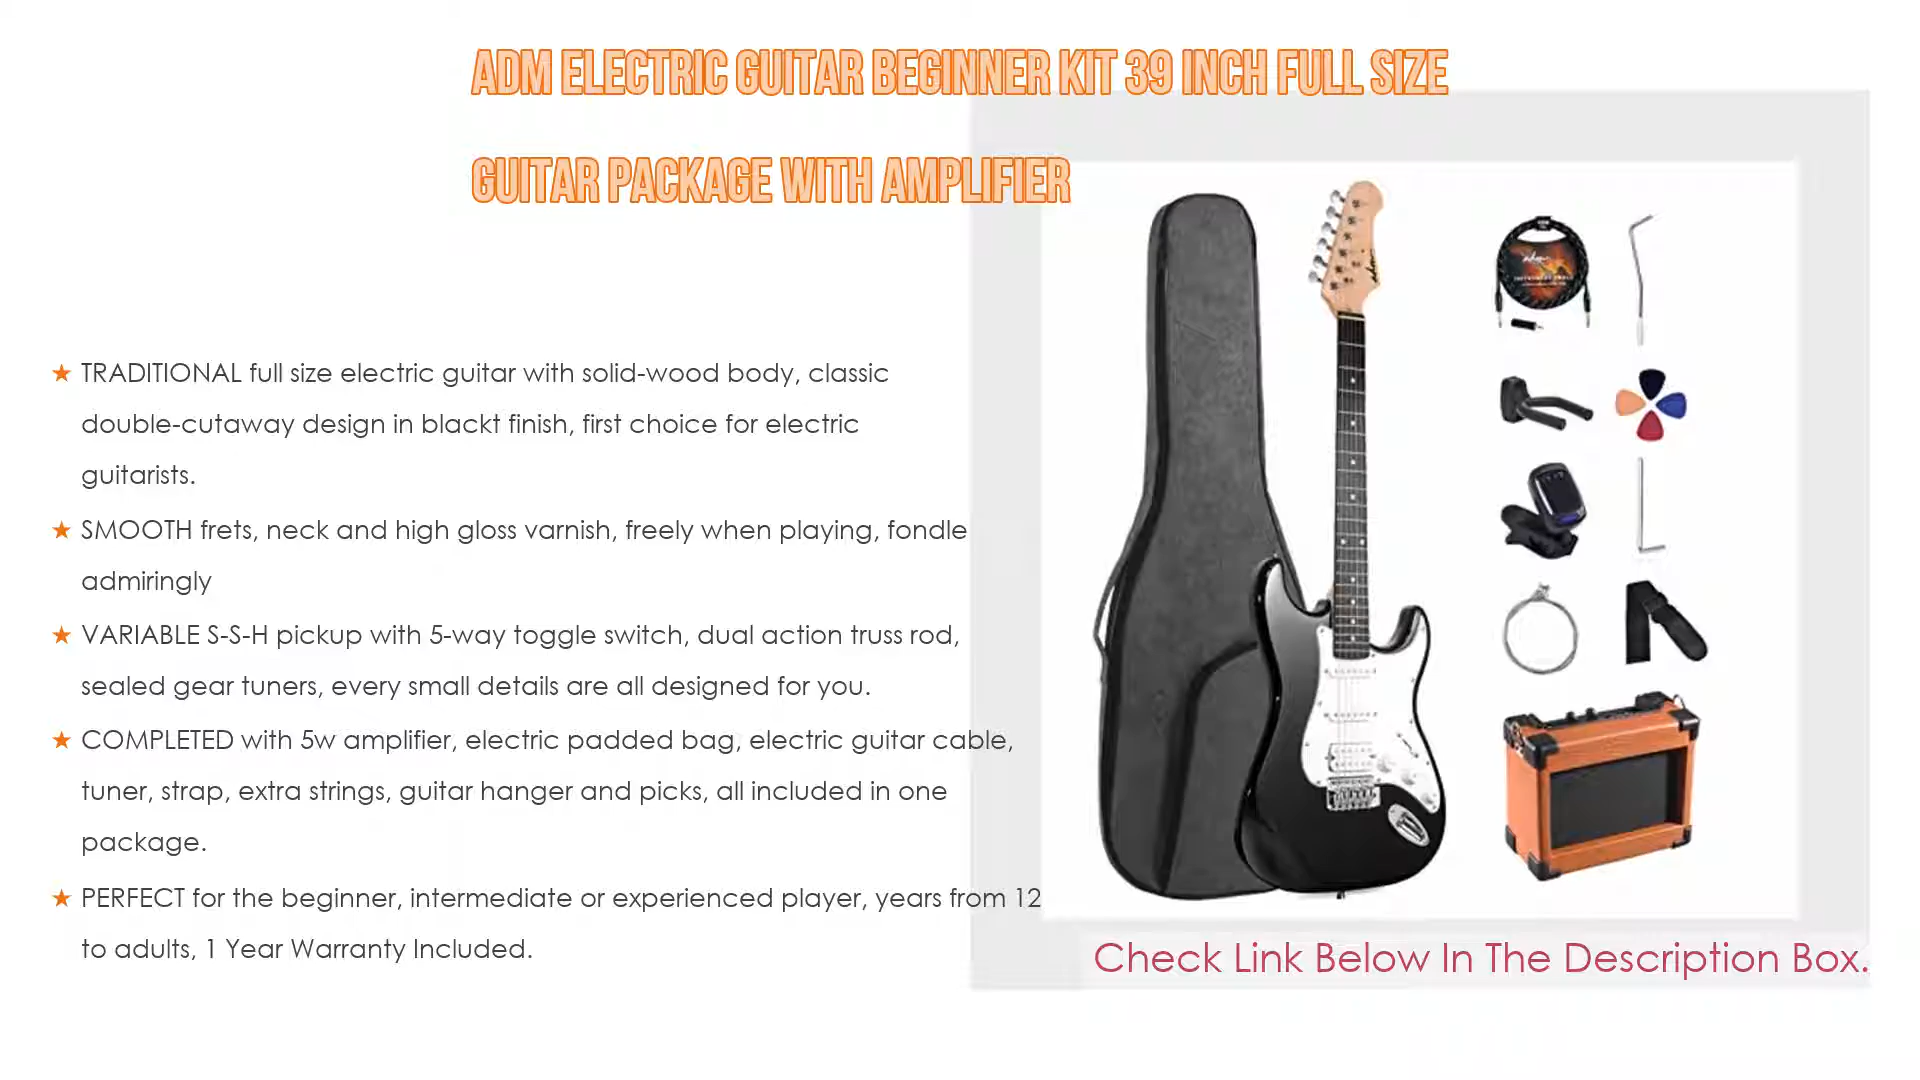 ADM ELECTRIC GUITAR BEGINNER KIT 39 INCH FULL SIZE
GUITAR PACKAGE WITH AMPLIFIER
★ TRADITIONAL full size electric guitar with solid-wood body, classic
double-cutaway design in blackt finish, first choice for electric
guitarists.
★ SMOOTH frets, neck and high gloss varnish, freely when playing, fondle
admiringly
★ VARIABLE S-S-H pickup with 5-way toggle switch, dual action truss rod,
sealed gear tuners, every small details are all designed for you.
★ COMPLETED with 5w amplifier, electric padded bag, electric guitar cable,
tuner, strap, extra strings, guitar hanger and picks, all included in one
package.
★ PERFECT for the beginner, intermediate or experienced player, years from 12
to adults, 1 Year Warranty Included.
Check Link Below In The Description Box.